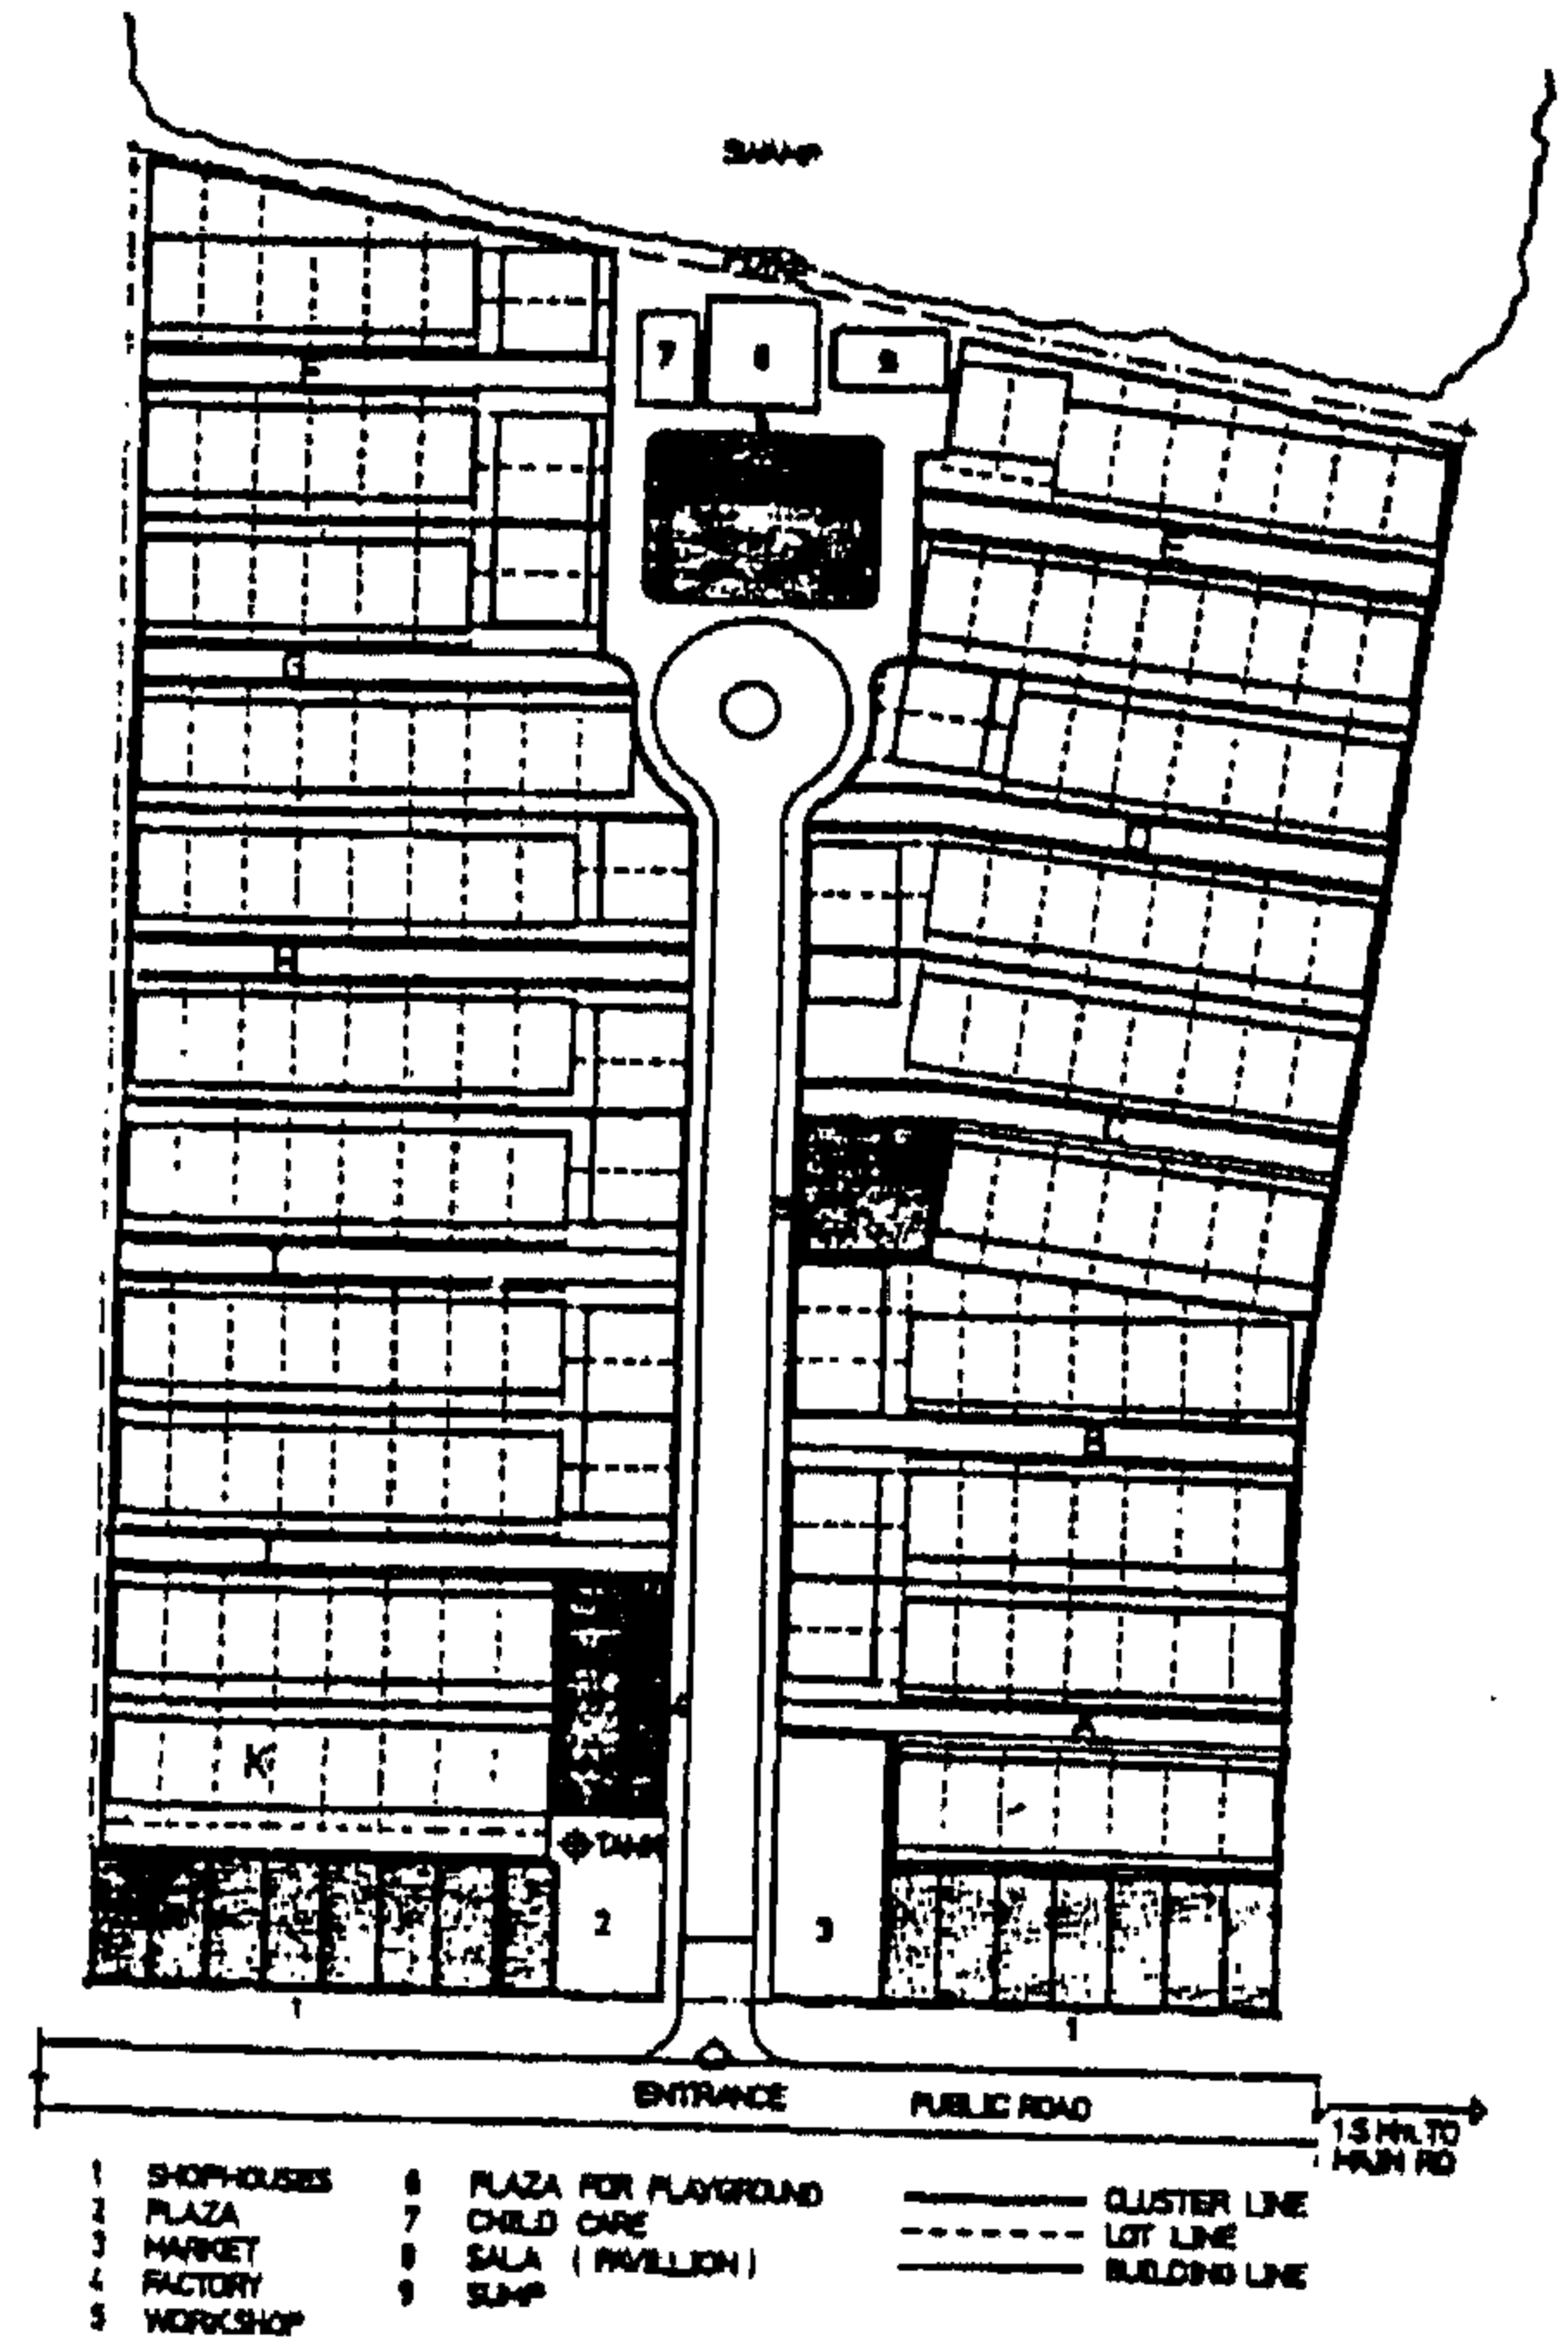 SWAMP
7
9
G
H
H
B
K
TANK
2
3
1
1
ENTRANCE
PUBLIC ROAD
1.5 Km. TO
MAIN RD
1 SHOPHOUSES
2 PLAZA
3 MARKET
4 FACTORY
5 WORKSHOP
6 PLAZA FOR PLAYGROUND
7 CHILD CARE
8 SALA (PAVILLION)
9 SUMP
CLUSTER LINE
LOT LINE
BUILDING LINE